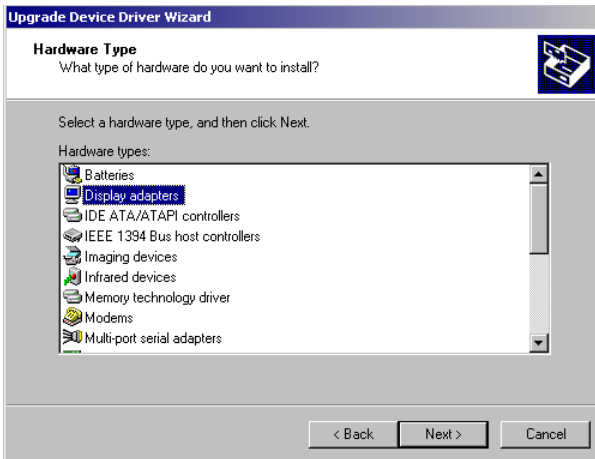 Upgrade Device Driver Wizard
Hardware Type
What type of hardware do you want to install?
Select a hardware type, and then click Next.
Hardware types:
Batteries
Display adapters
IDE ATA/ATAPI controllers
IEEE 1394 Bus host controllers
Imaging devices
Infrared devices
Memory technology driver
Modems
Multi-port serial adapters
< Back Next > Cancel